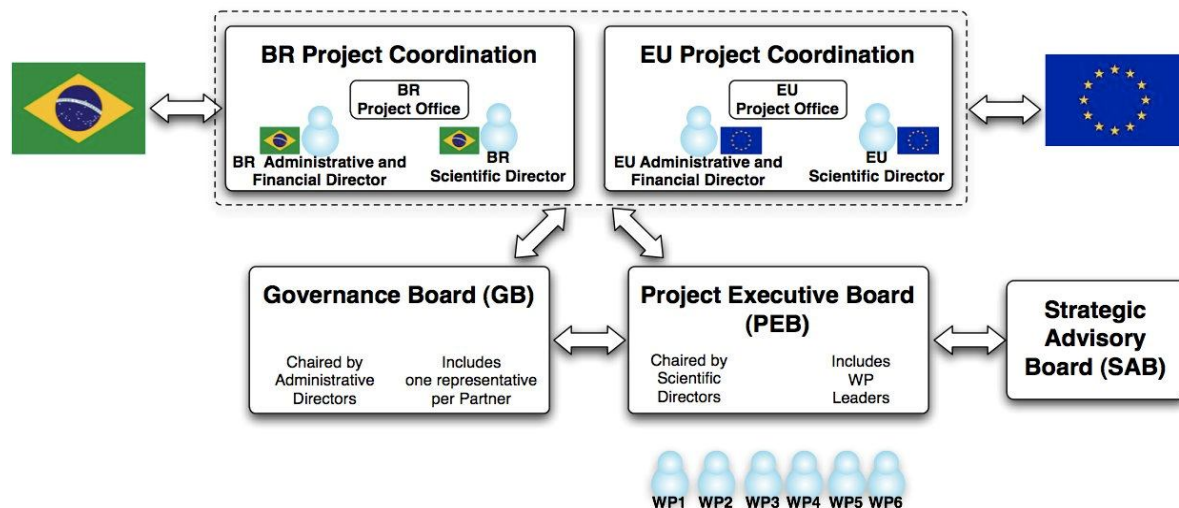 BR Project Coordination
BR
Project Office
BR Administrative and
Financial Director
BR
Scientific Director
EU Project Coordination
EU
Project Office
EU Administrative and
Financial Director
EU
Scientific Director
Governance Board (GB)
Chaired by
Administrative
Directors
Includes
one representative
per Partner
Project Executive Board
(PEB)
Chaired by
Scientific
Directors
Includes
WP
Leaders
Strategic
Advisory
Board (SAB)
WP1 WP2 WP3 WP4 WP5 WP6